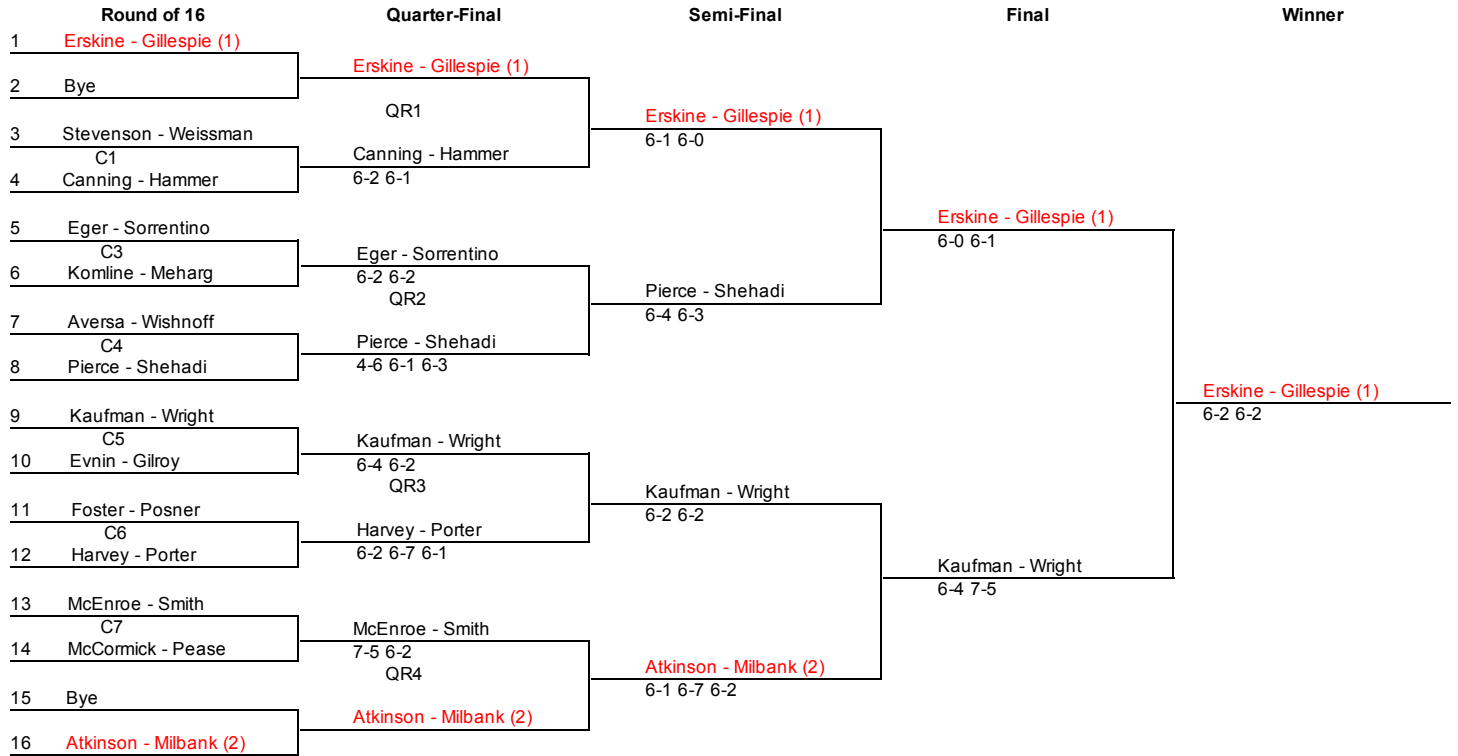 Round of 16 Quarter-Final Semi-Final Final Winner
1 Erskine - Gillespie (1)
Erskine - Gillespie (1)
2 Bye
QR1
Erskine - Gillespie (1)
6-1 6-0
3 Stevenson - Weissman
C1
Canning - Hammer
6-2 6-1
4 Canning - Hammer
Erskine - Gillespie (1)
6-0 6-1
5 Eger - Sorrentino
C3
Eger - Sorrentino
6-2 6-2
6 Komline - Meharg
QR2
Pierce - Shehadi
6-4 6-3
7 Aversa - Wishnoff
C4
Pierce - Shehadi
4-6 6-1 6-3
8 Pierce - Shehadi
Erskine - Gillespie (1)
6-2 6-2
9 Kaufman - Wright
C5
Kaufman - Wright
6-4 6-2
10 Evnin - Gilroy
QR3
Kaufman - Wright
6-2 6-2
11 Foster - Posner
C6
Harvey - Porter
6-2 6-7 6-1
12 Harvey - Porter
Kaufman - Wright
6-4 7-5
13 McEnroe - Smith
C7
McEnroe - Smith
7-5 6-2
14 McCormick - Pease
QR4
Atkinson - Milbank (2)
6-1 6-7 6-2
15 Bye
Atkinson - Milbank (2)
16 Atkinson - Milbank (2)